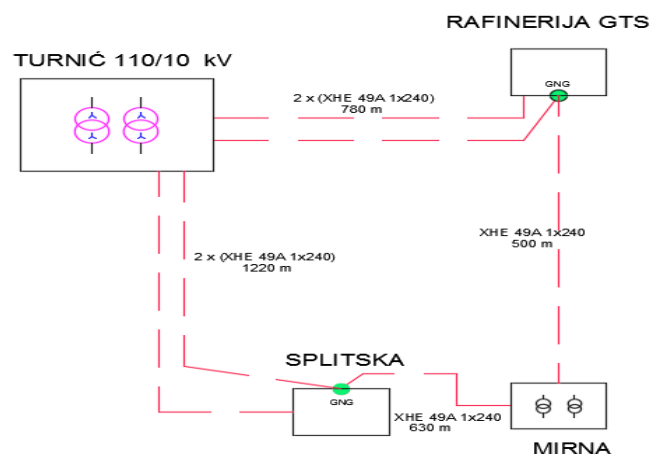 RAFINERIJA GTS
TURNIĆ 110/10 kV
GNG
2 x (XHE 49A 1x240)
780 m
XHE 49A 1x240
500 m
2 x (XHE 49A 1x240)
1220 m
SPLITSKA
GNG
XHE 49A 1x240
630 m
MIRNA